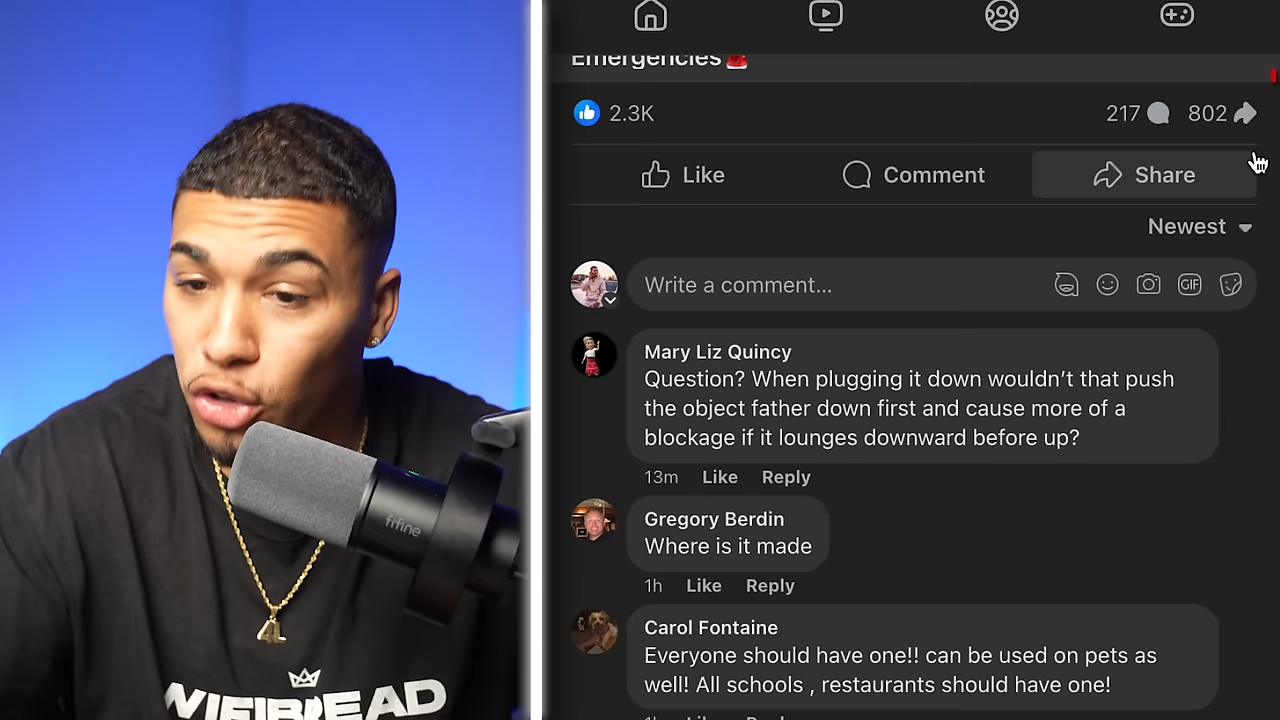 Emergencies
2.3K
217
802
Like
Comment
Share
Newest
Write a comment...
GIF
Mary Liz Quincy
Question? When plugging it down wouldn't that push
the object father down first and cause more of a
blockage if it lounges downward before up?
13m Like Reply
Gregory Berdin
Where is it made
1h Like Reply
Carol Fontaine
Everyone should have one!! can be used on pets as
well! All schools , restaurants should have one!
fifine
4L